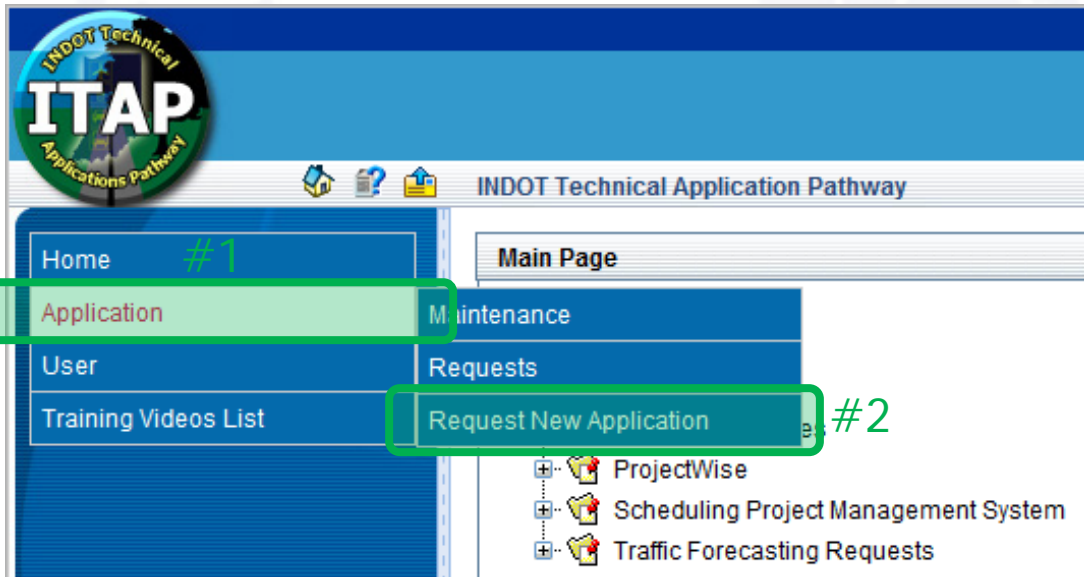 INDOT Technical
ITAP
Applications Pathway
INDOT Technical Application Pathway
Home
#1
Main Page
Application
Maintenance
User
Requests
Training Videos List
Request New Application
#2
es
ProjectWise
Scheduling Project Management System
Traffic Forecasting Requests